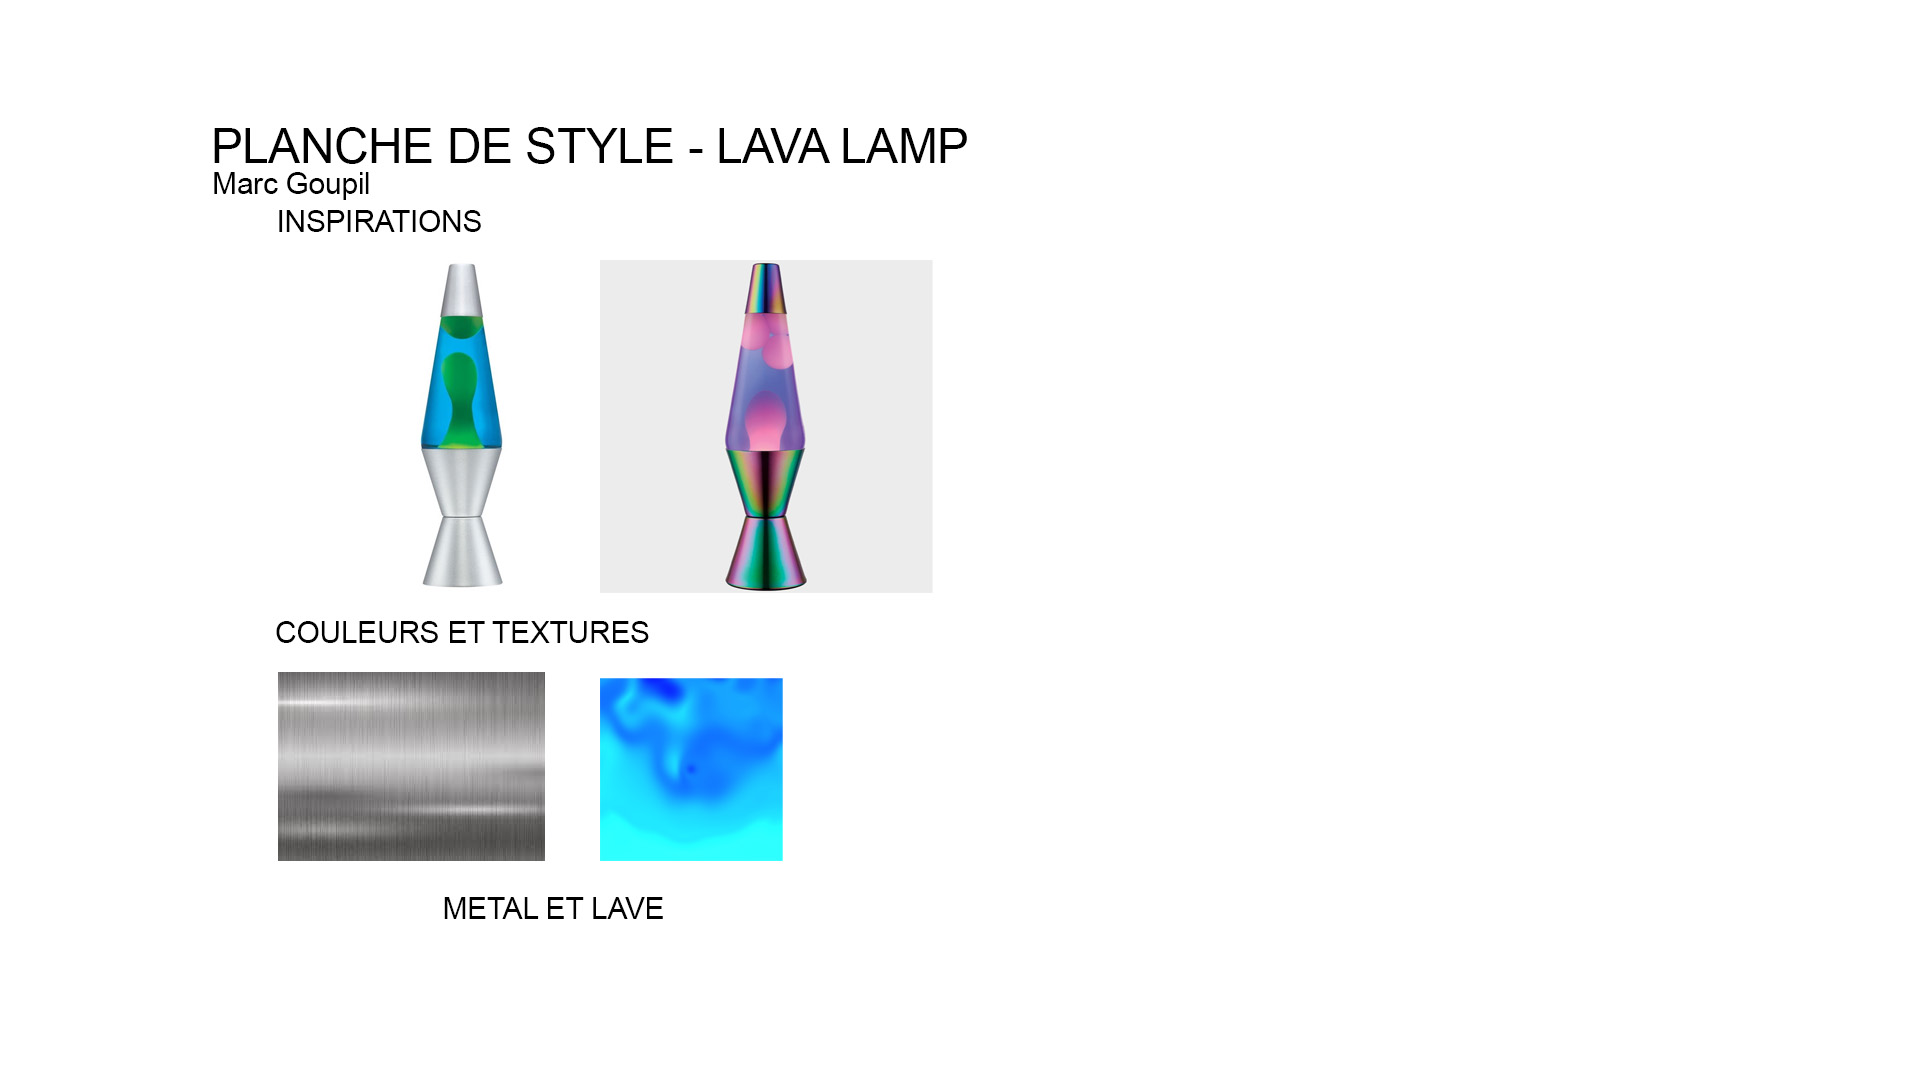 PLANCHE DE STYLE - LAVA LAMP
Marc Goupil
INSPIRATIONS
COULEURS ET TEXTURES
METAL ET LAVE